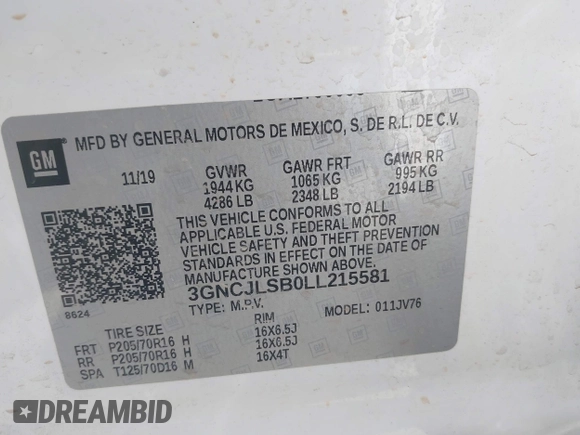 MFD BY GENERAL MOTORS DE MEXICO, S. DE R.L. DE C.V.
GM
11/19 GVWR GAWR FRT GAWR RR
1944 KG 1065 KG 995 KG
4286 LB 2348 LB 2194 LB
THIS VEHICLE CONFORMS TO ALL
APPLICABLE U.S. FEDERAL MOTOR
VEHICLE SAFETY AND THEFT PREVENTION
STANDARDS IN EFFECT ON THE DATE OF
MANUFACTURE SHOWN ABOVE.
3GNCJLSB0LL215581
8624
TYPE: M.P.V. MODEL: 011JV76
TIRE SIZE RIM
FRT P205/70R16 H 16X6.5J
RR P205/70R16 H 16X6.5J
SPA T125/70D16 M 16X4T
DREAMBID